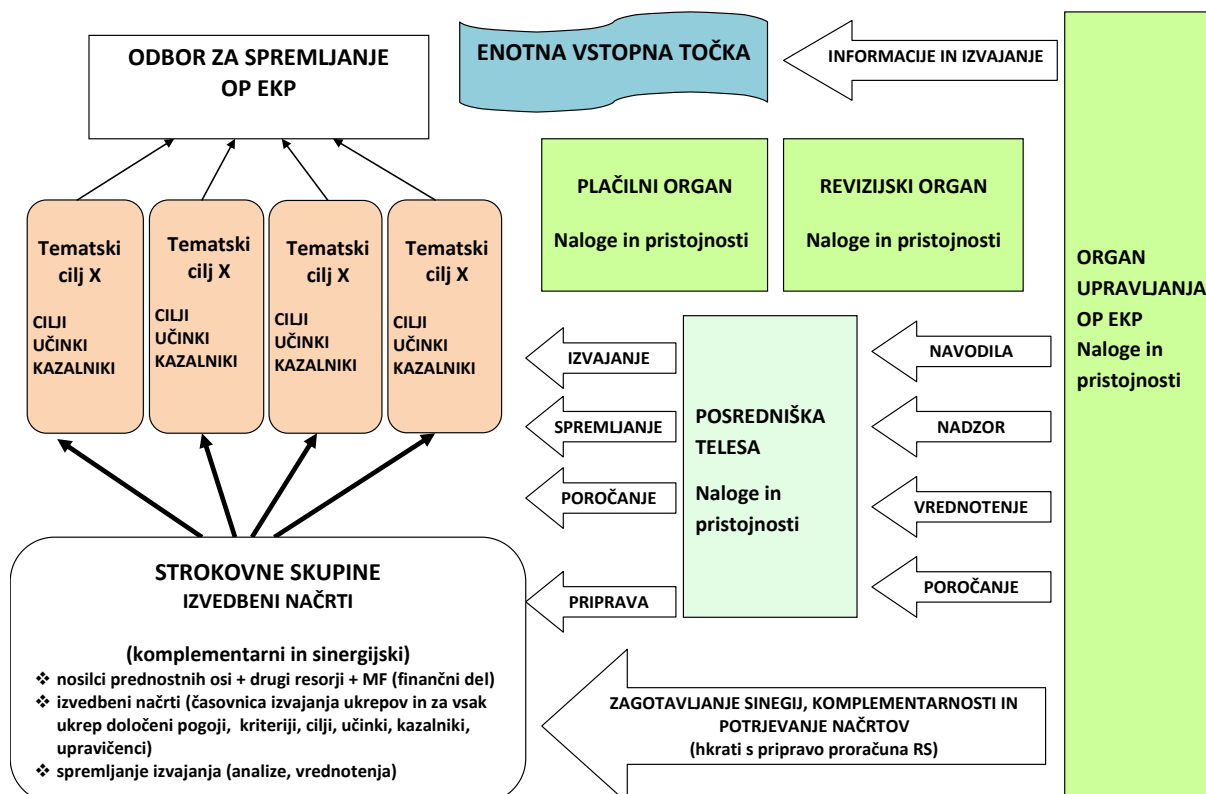 ODBOR ZA SPREMLJANJE
OP EKP
ENOTNA VSTOPNA TOČKA
INFORMACIJE IN IZVAJANJE
PLAČILNI ORGAN
Naloge in pristojnosti
REVIZIJSKI ORGAN
Naloge in pristojnosti
ORGAN
UPRAVLJANJA
OP EKP
Naloge in
pristojnosti
Tematski
cilj X
CILJI
UČINKI
KAZALNIKI
Tematski
cilj X
CILJI
UČINKI
KAZALNIKI
Tematski
cilj X
CILJI
UČINKI
KAZALNIKI
Tematski
cilj X
CILJI
UČINKI
KAZALNIKI
IZVAJANJE
SPREMLJANJE
POROČANJE
PRIPRAVA
POSREDNIŠKA
TELESA
Naloge in
pristojnosti
NAVODILA
NADZOR
VREDNOTENJE
POROČANJE
STROKOVNE SKUPINE
IZVEDBENI NAČRTI
(komplementarni in sinergijski)
❖ nosilci prednostnih osi + drugi resorji + MF (finančni del)
❖ izvedbeni načrti (časovnica izvajanja ukrepov in za vsak
ukrep določeni pogoji, kriteriji, cilji, učinki, kazalniki,
upravičenci)
❖ spremljanje izvajanja (analize, vrednotenja)
ZAGOTAVLJANJE SINEGIJ, KOMPLEMENTARNOSTI IN
POTRJEVANJE NAČRTOV
(hkrati s pripravo proračuna RS)